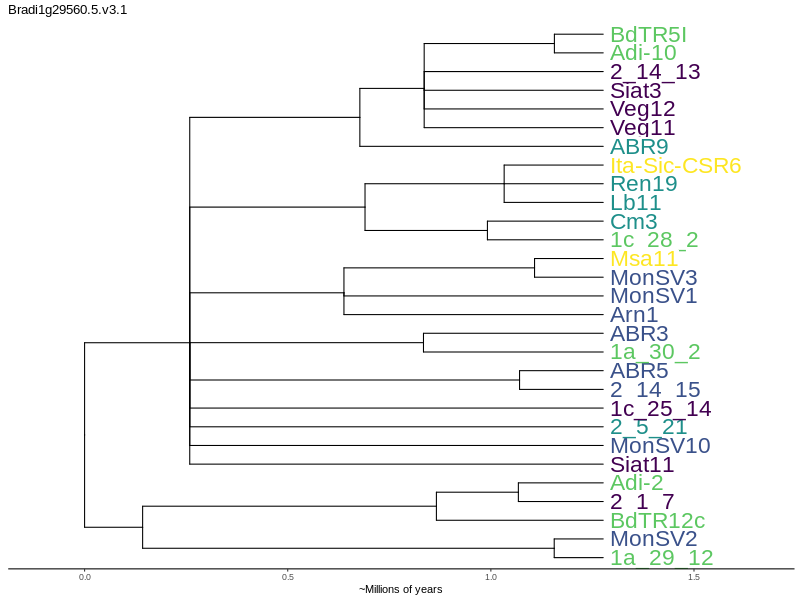 Bradi1g29560.5.v3.1
BdTR5I
Adi-10
2_14_13
Siat3
Veg12
Veg11
ABR9
Ita-Sic-CSR6
Ren19
Lb11
Cm3
1c_28_2
Msa11
MonSV3
MonSV1
Arn1
ABR3
1a_30_2
ABR5
2_14_15
1c_25_14
2_5_21
MonSV10
Siat11
Adi-2
2_1_7
BdTR12c
MonSV2
1a_29_12
0.0 0.5 1.0 1.5
~Millions of years